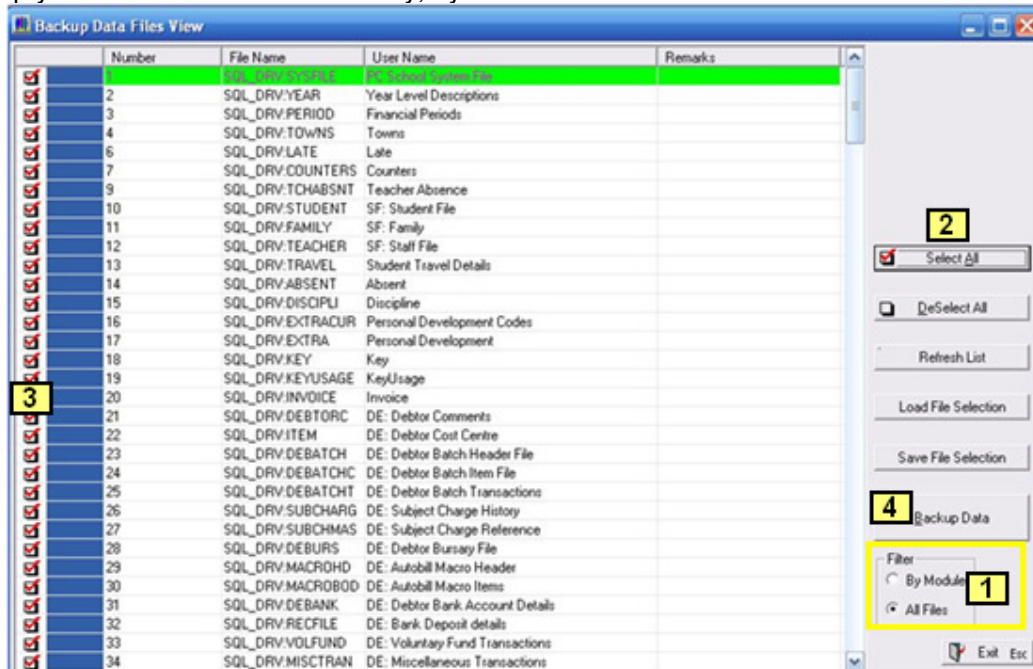 Backup Data Files View
Number File Name User Name Remarks
1 SQL_DRV:SYSFILE PC School System File
2 SQL_DRV:YEAR Year Level Descriptions
3 SQL_DRV:PERIOD Financial Periods
4 SQL_DRV:TOWNS Towns
6 SQL_DRV:LATE Late
7 SQL_DRV:COUNTERS Counters
9 SQL_DRV:TCHABSNT Teacher Absence
10 SQL_DRV:STUDENT SF: Student File
11 SQL_DRV:FAMILY SF: Family
12 SQL_DRV:TEACHER SF: Staff File
13 SQL_DRV:TRAVEL Student Travel Details
14 SQL_DRV:ABSENT Absent
15 SQL_DRV:DISCIPLI Discipline
16 SQL_DRV:EXTRACUR Personal Development Codes
17 SQL_DRV:EXTRA Personal Development
18 SQL_DRV:KEY Key
19 SQL_DRV:KEYUSAGE KeyUsage
20 SQL_DRV:INVOICE Invoice
21 SQL_DRV:DEBTORC DE: Debtor Comments
22 SQL_DRV:ITEM DE: Debtor Cost Centre
23 SQL_DRV:DEBATCH DE: Debtor Batch Header File
24 SQL_DRV:DEBATCHC DE: Debtor Batch Item File
25 SQL_DRV:DEBATCHT DE: Debtor Batch Transactions
26 SQL_DRV:SUBCHARG DE: Subject Charge History
27 SQL_DRV:SUBCHMAS DE: Subject Charge Reference
28 SQL_DRV:DEBURS DE: Debtor Bursary File
29 SQL_DRV:MACROHD DE: Autobill Macro Header
30 SQL_DRV:MACROBOD DE: Autobill Macro Items
31 SQL_DRV:DEBANK DE: Debtor Bank Account Details
32 SQL_DRV:RECFILE DE: Bank Deposit details
33 SQL_DRV:VOLFUND DE: Voluntary Fund Transactions
34 SQL_DRV:MISCTRAN DE: Miscellaneous Transactions
3
2
Select All
DeSelect All
Refresh List
Load File Selection
Save File Selection
4
Backup Data
Filter
By Module
1
All Files
Exit Esc